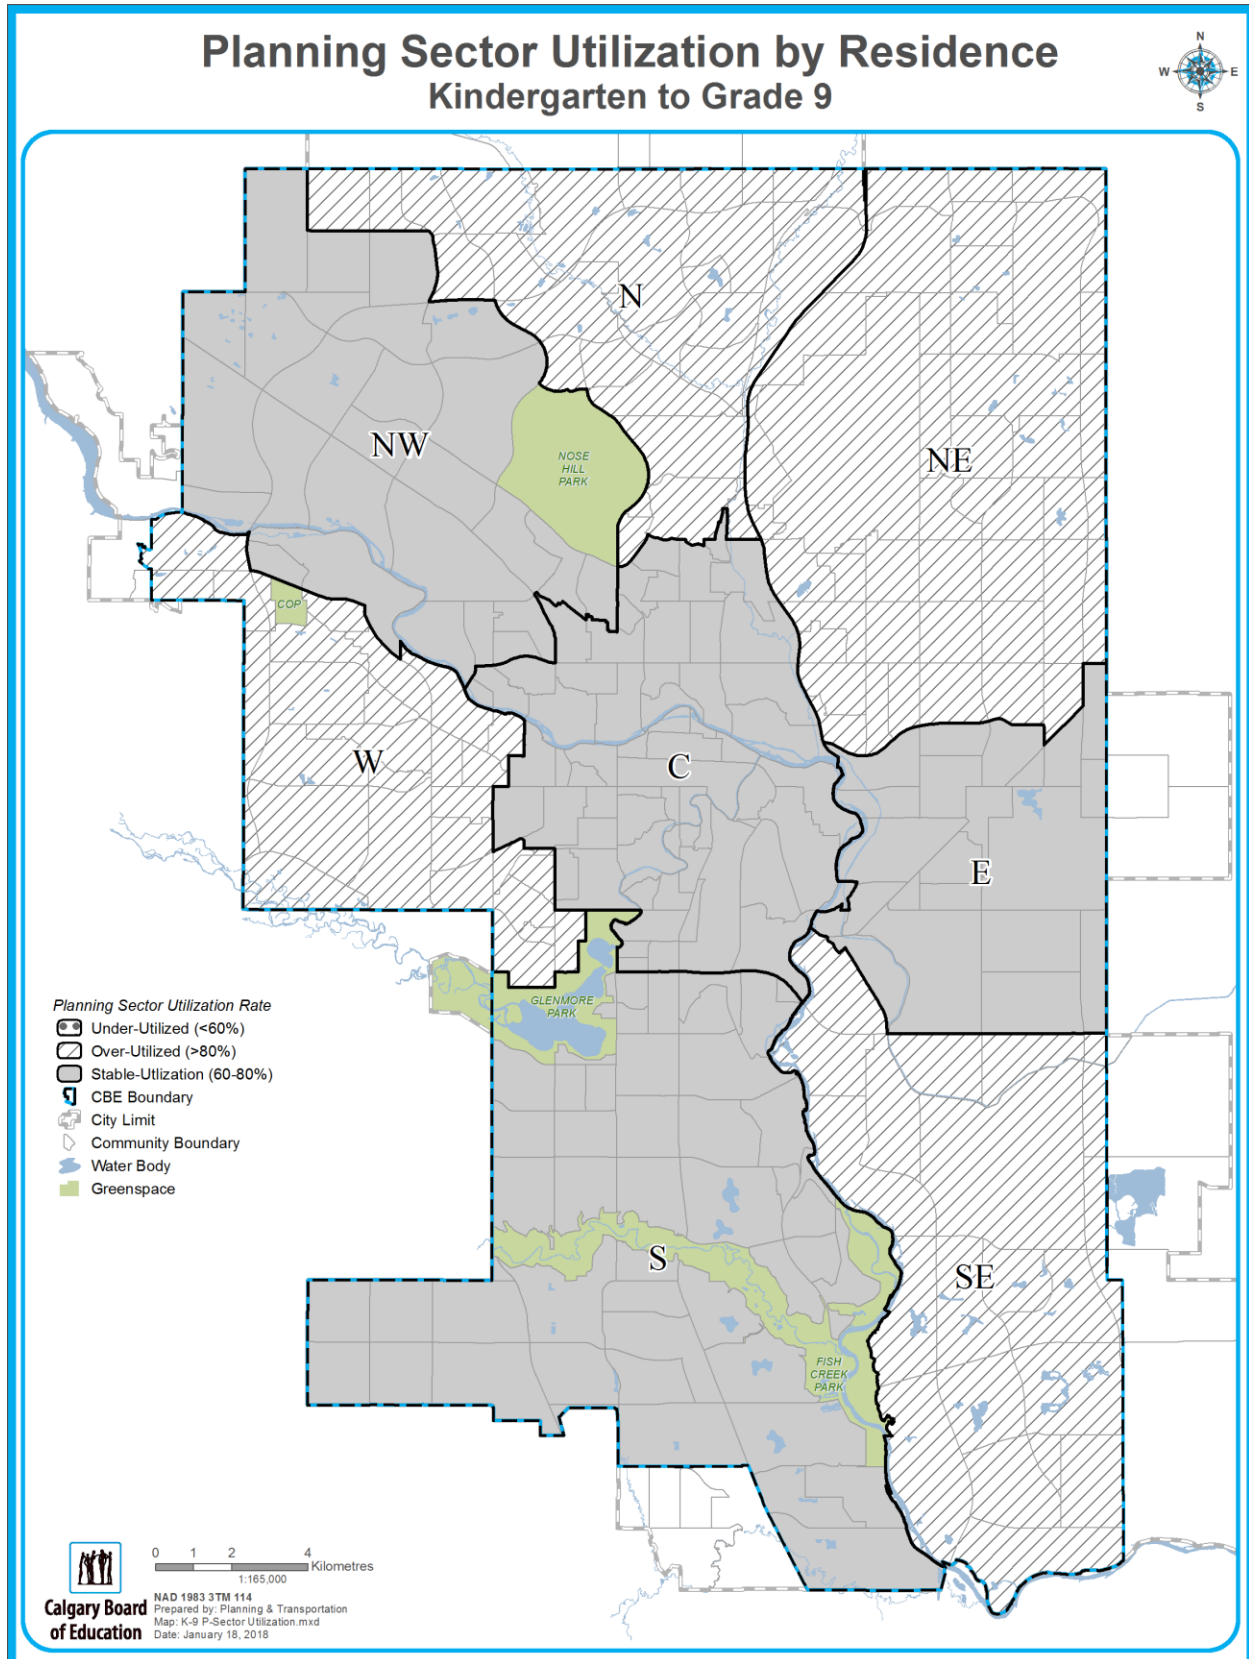 Planning Sector Utilization by Residence
Kindergarten to Grade 9
N
W
E
S
N
NW
NOSE
HILL
PARK
NE
COP
W
C
E
GLENMORE
PARK
Planning Sector Utilization Rate
Under-Utilized (<60%)
Over-Utilized (>80%)
Stable-Utlization (60-80%)
CBE Boundary
City Limit
Community Boundary
Water Body
Greenspace
S
SE
FISH
CREEK
PARK
0 1 2 4
Kilometres
1:165,000
Calgary Board
of Education
NAD 1983 3TM 114
Prepared by: Planning & Transportation
Map: K-9 P-Sector Utilization.mxd
Date: January 18, 2018